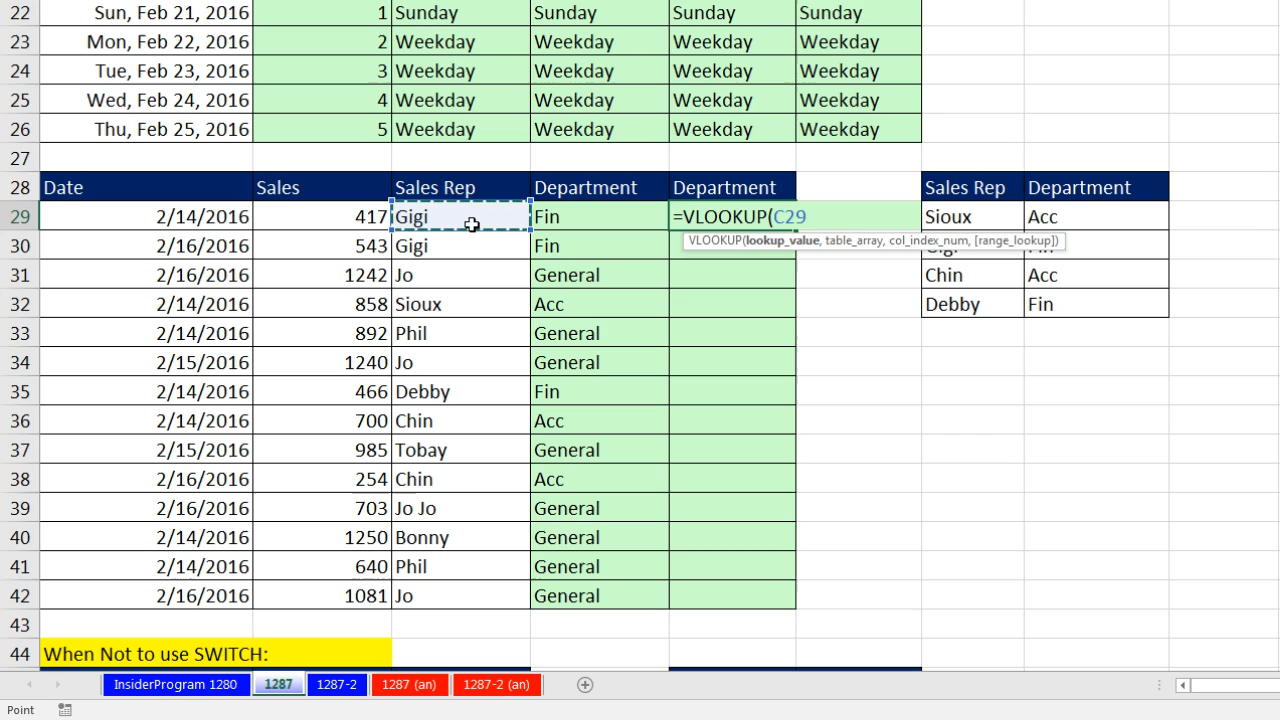 22 Sun, Feb 21, 2016 1 Sunday Sunday Sunday Sunday
23 Mon, Feb 22, 2016 2 Weekday Weekday Weekday Weekday
24 Tue, Feb 23, 2016 3 Weekday Weekday Weekday Weekday
25 Wed, Feb 24, 2016 4 Weekday Weekday Weekday Weekday
26 Thu, Feb 25, 2016 5 Weekday Weekday Weekday Weekday
27
28 Date Sales Sales Rep Department Department Sales Rep Department
29 2/14/2016 417 Gigi Fin =VLOOKUP(C29 Sioux Acc
VLOOKUP(lookup_value, table_array, col_index_num, [range_lookup])
30 2/16/2016 543 Gigi Fin
31 2/16/2016 1242 Jo General Chin Acc
32 2/14/2016 858 Sioux Acc Debby Fin
33 2/14/2016 892 Phil General
34 2/15/2016 1240 Jo General
35 2/14/2016 466 Debby Fin
36 2/14/2016 700 Chin Acc
37 2/15/2016 985 Tobay General
38 2/16/2016 254 Chin Acc
39 2/16/2016 703 Jo Jo General
40 2/14/2016 1250 Bonny General
41 2/14/2016 640 Phil General
42 2/16/2016 1081 Jo General
43
44 When Not to use SWITCH:
InsiderProgram 1280 1287 1287-2 1287 (an) 1287-2 (an)
Point